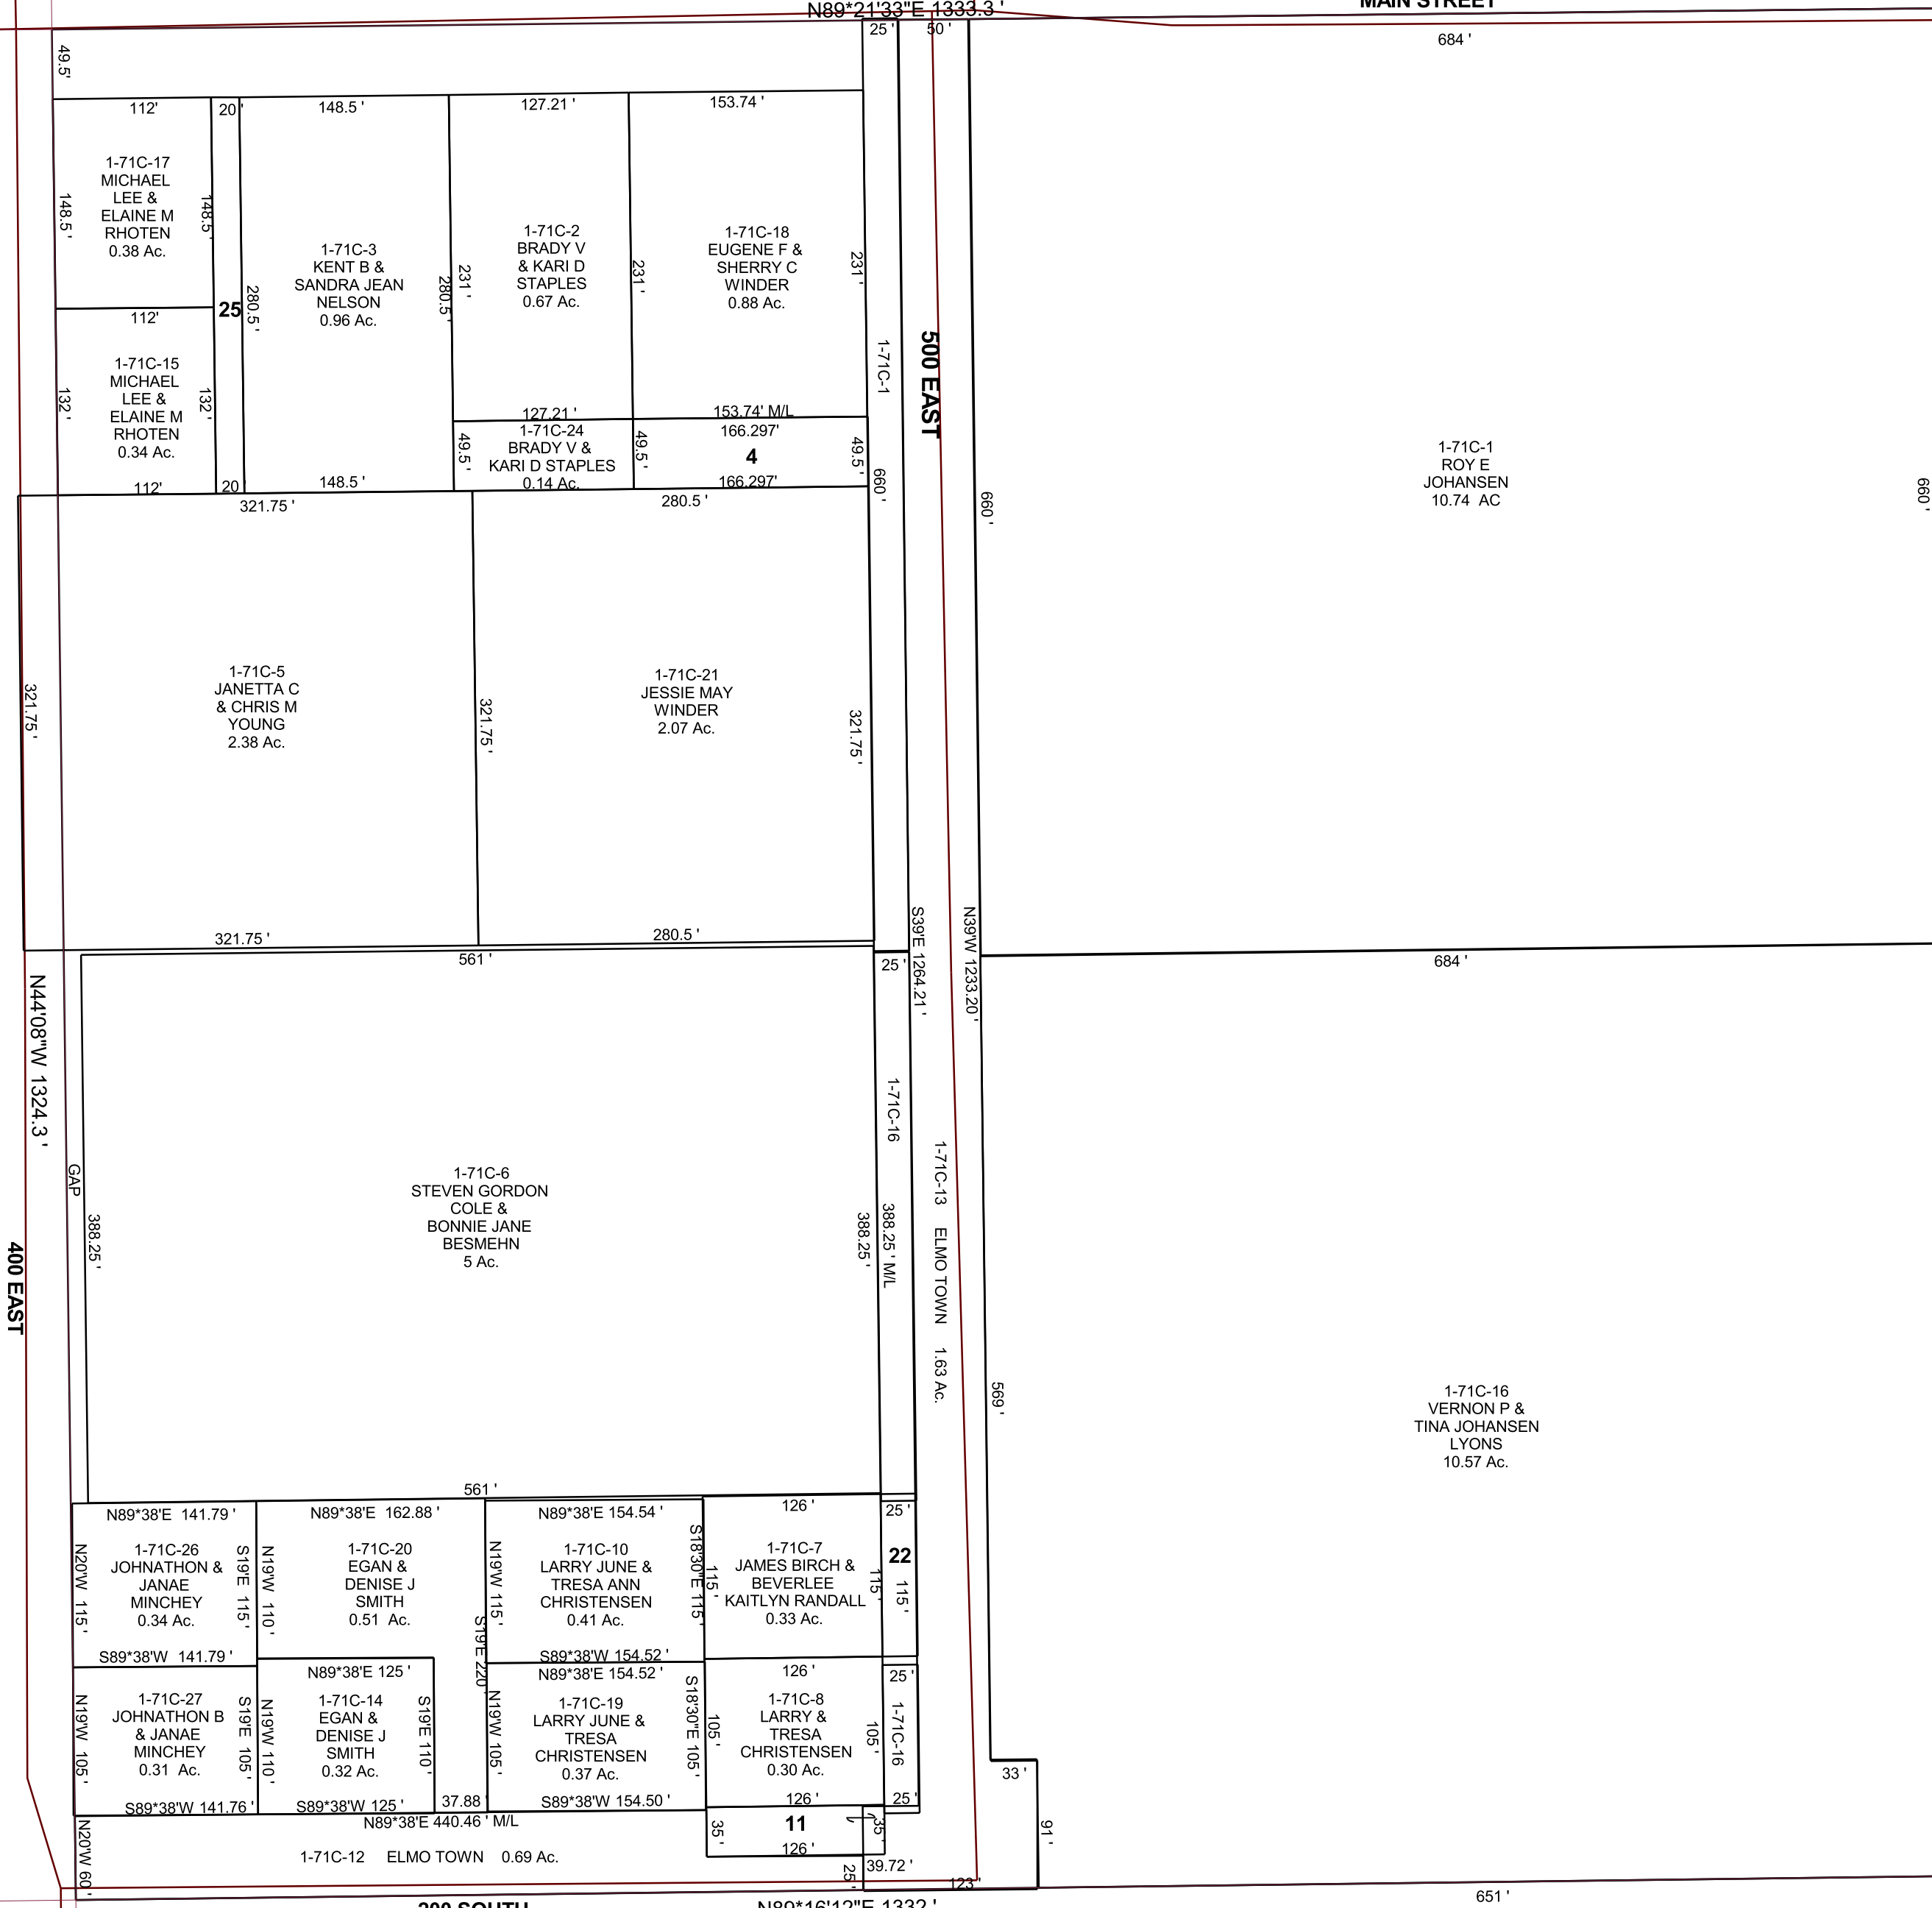 N89*21'33"E 1333.3 '
25 '
50 '
684 '
49.5'
112'
20 '
148.5 '
127.21 '
153.74 '
1-71C-17
MICHAEL
LEE &
ELAINE M
RHOTEN
0.38 Ac.
148.5 '
148.5 '
112'
1-71C-15
MICHAEL
LEE &
ELAINE M
RHOTEN
0.34 Ac.
132 '
132 '
112'
25
20
280.5 '
1-71C-3
KENT B &
SANDRA JEAN
NELSON
0.96 Ac.
280.5 '
148.5 '
231 '
1-71C-2
BRADY V
& KARI D
STAPLES
0.67 Ac.
231 '
127.21 '
1-71C-18
EUGENE F &
SHERRY C
WINDER
0.88 Ac.
231 '
153.74' M/L
49.5 '
1-71C-24
BRADY V &
KARI D STAPLES
0.14 Ac.
49.5 '
166.297'
4
166.297'
49.5 '
1-71C-1
660 '
500 EAST
660 '
1-71C-1
ROY E
JOHANSEN
10.74 AC
660 '
684 '
321.75 '
321.75 '
1-71C-5
JANETTA C
& CHRIS M
YOUNG
2.38 Ac.
321.75 '
321.75 '
280.5 '
1-71C-21
JESSIE MAY
WINDER
2.07 Ac.
321.75 '
280.5 '
N44'08"W 1324.3 '
400 EAST
GAP
561 '
388.25 '
1-71C-6
STEVEN GORDON
COLE &
BONNIE JANE
BESMEHN
5 Ac.
388.25 '
561 '
25 '
1-71C-16
388.25 ' M/L
S39'E 1264.21 '
N39'W 1233.20 '
1-71C-13 ELMO TOWN 1.63 Ac.
569 '
1-71C-16
VERNON P &
TINA JOHANSEN
LYONS
10.57 Ac.
N89*38'E 141.79 '
N20'W 115 '
1-71C-26
JOHNATHON &
JANAE
MINCHEY
0.34 Ac.
S19'E 115 '
S89*38'W 141.79 '
N89*38'E 162.88 '
N19'W 110 '
1-71C-20
EGAN &
DENISE J
SMITH
0.51 Ac.
S19'E 220 '
N89*38'E 154.54 '
N19'W 115 '
1-71C-10
LARRY JUNE &
TRESA ANN
CHRISTENSEN
0.41 Ac.
S18'30"E 115 '
S89*38'W 154.52 '
126 '
115 '
1-71C-7
JAMES BIRCH &
BEVERLEE
KAITLYN RANDALL
0.33 Ac.
115 '
25 '
22
115 '
N19'W 105 '
1-71C-27
JOHNATHON B
& JANAE
MINCHEY
0.31 Ac.
S19'E 105 '
S89*38'W 141.76 '
N89*38'E 125 '
N19'W 110 '
1-71C-14
EGAN &
DENISE J
SMITH
0.32 Ac.
S19'E 110 '
S89*38'W 125 '
37.88
N89*38'E 154.52 '
N19'W 105 '
1-71C-19
LARRY JUNE &
TRESA
CHRISTENSEN
0.37 Ac.
S18'30"E 105 '
S89*38'W 154.50 '
126 '
105 '
1-71C-8
LARRY &
TRESA
CHRISTENSEN
0.30 Ac.
105 '
126 '
25 '
1-71C-16
25 '
N89*38'E 440.46 ' M/L
N20'W 60 '
1-71C-12 ELMO TOWN 0.69 Ac.
35 '
11
126 '
35 '
39.72 '
25 '
123 '
33 '
91 '
651 '